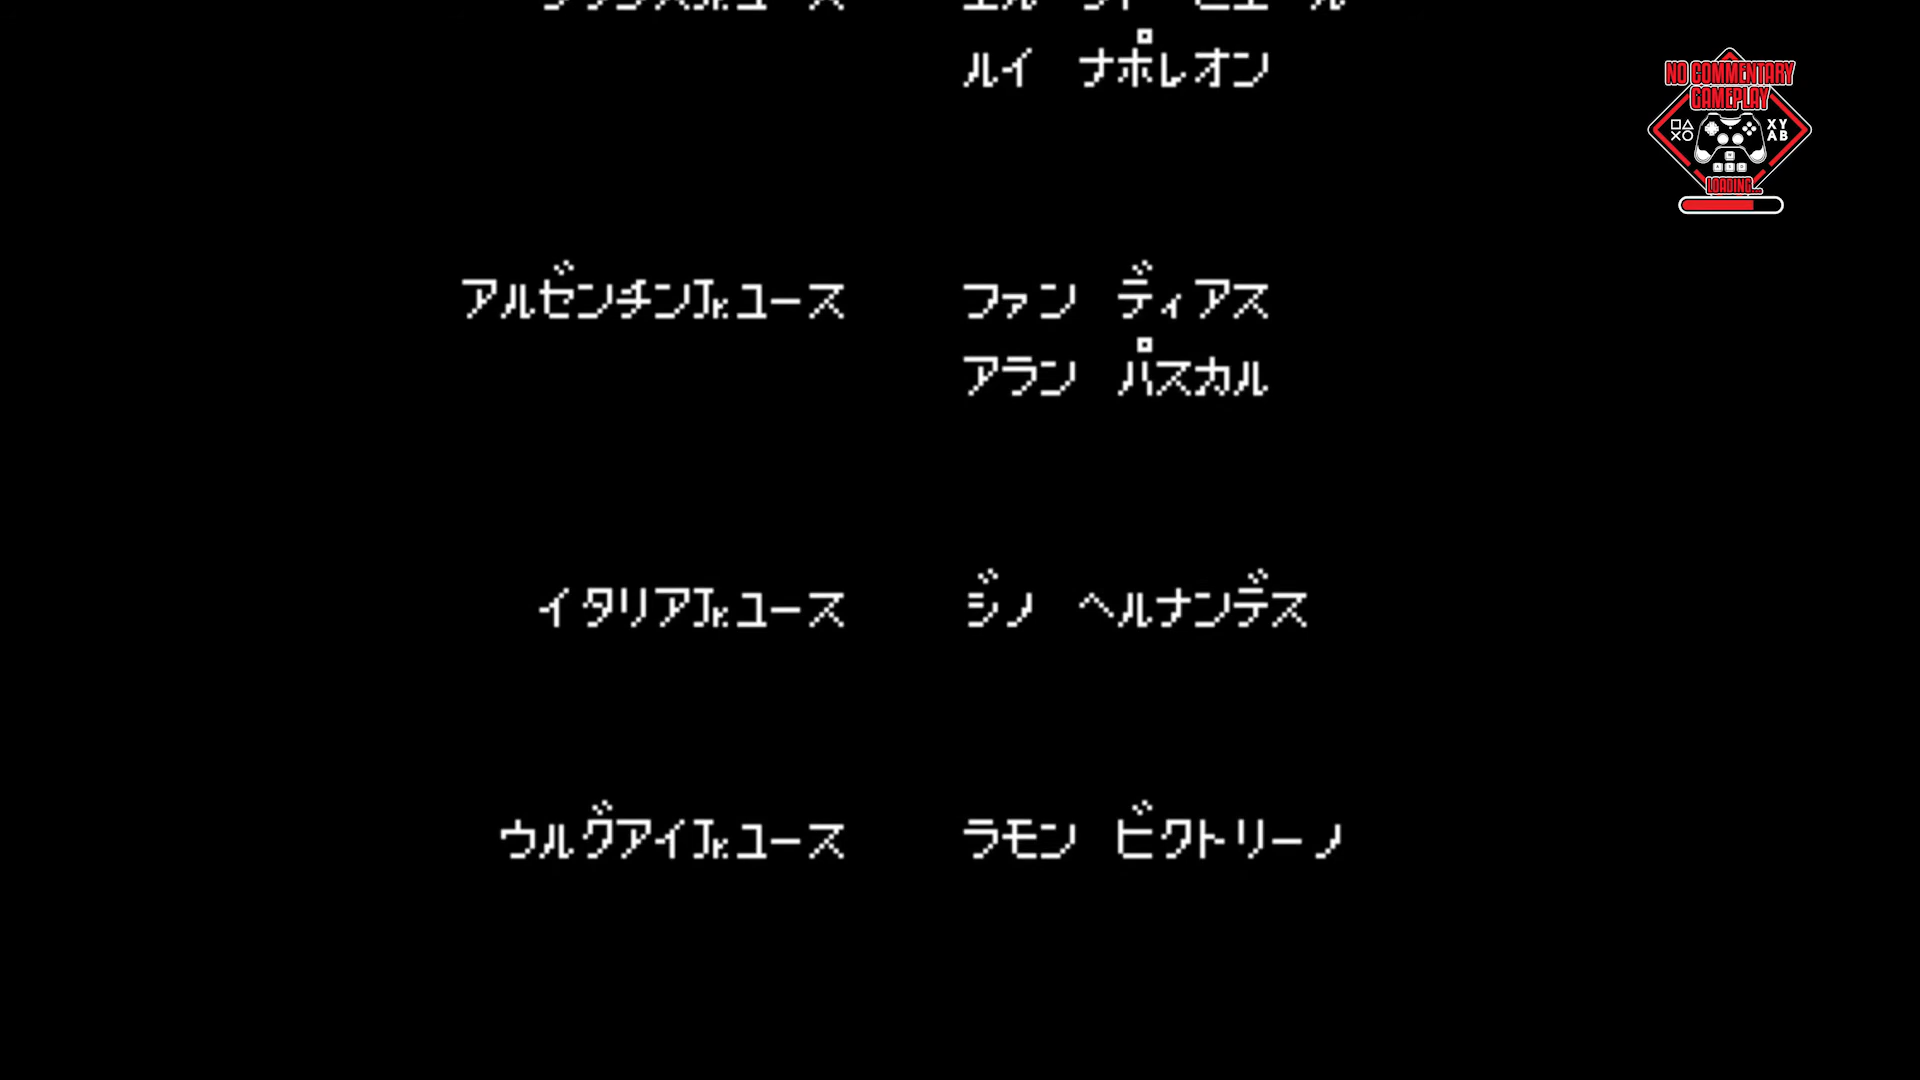 ルイ ナポレオン
アルゼンチンJr.ユース ファン ディアス
アラン パスカル
イタリアJr.ユース ジノ ヘルナンデス
ウルグアイJr.ユース ラモン ビクトリーノ
NO COMMENTARY
GAMEPLAY
XY
AB
LOADING...